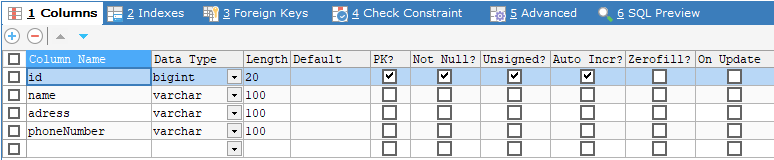 1 Columns 2 Indexes 3 Foreign Keys 4 Check Constraint 5 Advanced 6 SQL Preview
Column Name Data Type Length Default PK? Not Null? Unsigned? Auto Incr? Zerofill? On Update
id bigint 20
name varchar 100
adress varchar 100
phoneNumber varchar 100